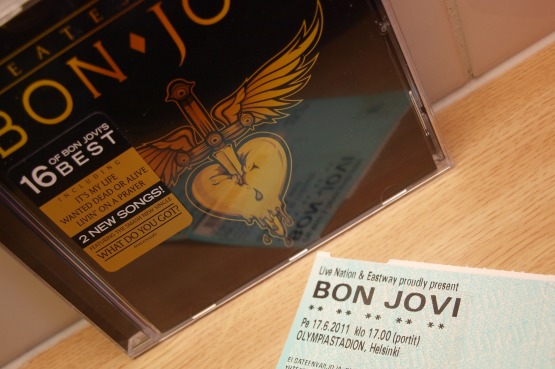 EATES
BON JO
16 OF BON JOVI'S
BEST
INCLUDING
IT'S MY LIFE
WANTED DEAD OR ALIVE
LIVIN' ON A PRAYER
2 NEW SONGS!
WHAT DO YOU GOT?
Live Nation & Eastway proudly present
BON JOVI
** ** ** ** **
Pe 17.6.2011 klo 17.00 (portit)
OLYMPIASTADION, Helsinki